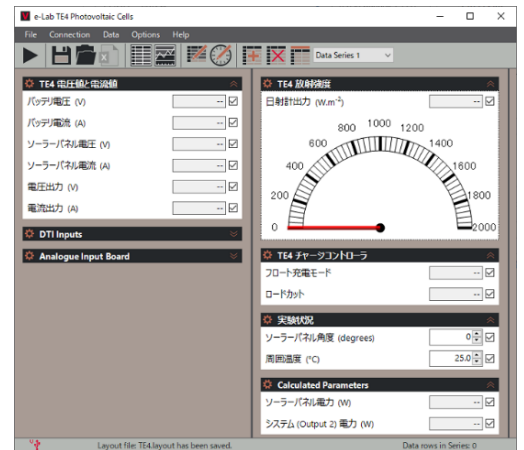 e-Lab TE4 Photovoltaic Cells
File Connection Data Options Help
Data Series 1
TE4 電圧値と電流値
バッテリ電圧 (V) --
バッテリ電流 (A) --
ソーラーパネル電圧 (V) --
ソーラーパネル電流 (A) --
電圧出力 (V) --
電流出力 (A) --
DTI Inputs
Analogue Input Board
TE4 放射強度
日射計出力 (W.m⁻²) --
0 200 400 600 800 1000 1200 1400 1600 1800 2000
TE4 チャージコントローラ
フロート充電モード --
ロードカット --
実験状況
ソーラーパネル角度 (degrees) 0
周囲温度 (°C) 25.0
Calculated Parameters
ソーラーパネル電力 (W) --
システム (Output 2) 電力 (W) --
Layout file: TE4.layout has been saved.
Data rows in Series: 0